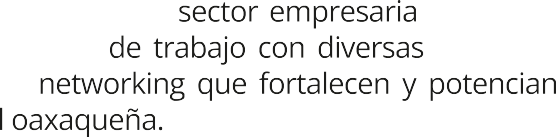 sector empresaria
de trabajo con diversas
networking que fortalecen y potencian
l oaxaqueña.